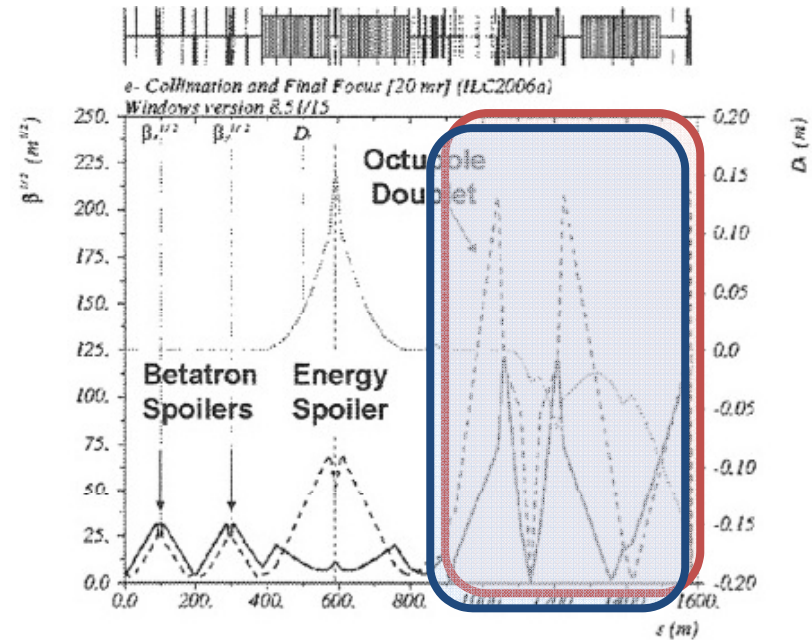 e- Collimation and Final Focus [20 mr] (ILC2006a)
Windows version 8.51/15
β 1/2 (m 1/2)
250.
225.
200.
175.
150.
125.
100.
75.
50.
25.
0.0
βx 1/2 βy 1/2 Dx
Octupole
Doublet
Betatron
Spoilers
Energy
Spoiler
0.20
0.15
0.10
0.05
0.0
-0.05
-0.10
-0.15
-0.20
D (m)
0.0 200. 400. 600. 800. 1000. 1200. 1400. 1600.
s (m)